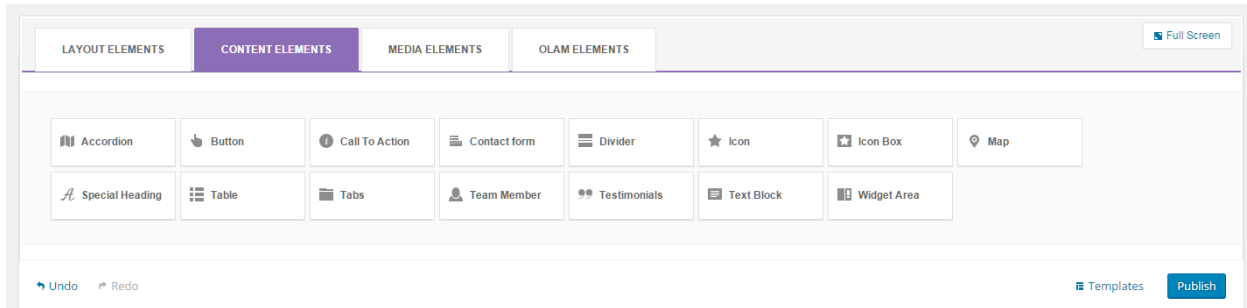 Full Screen
LAYOUT ELEMENTS CONTENT ELEMENTS MEDIA ELEMENTS OLAM ELEMENTS
Accordion Button Call To Action Contact form Divider Icon Icon Box Map
Special Heading Table Tabs Team Member Testimonials Text Block Widget Area
Undo Redo Templates Publish